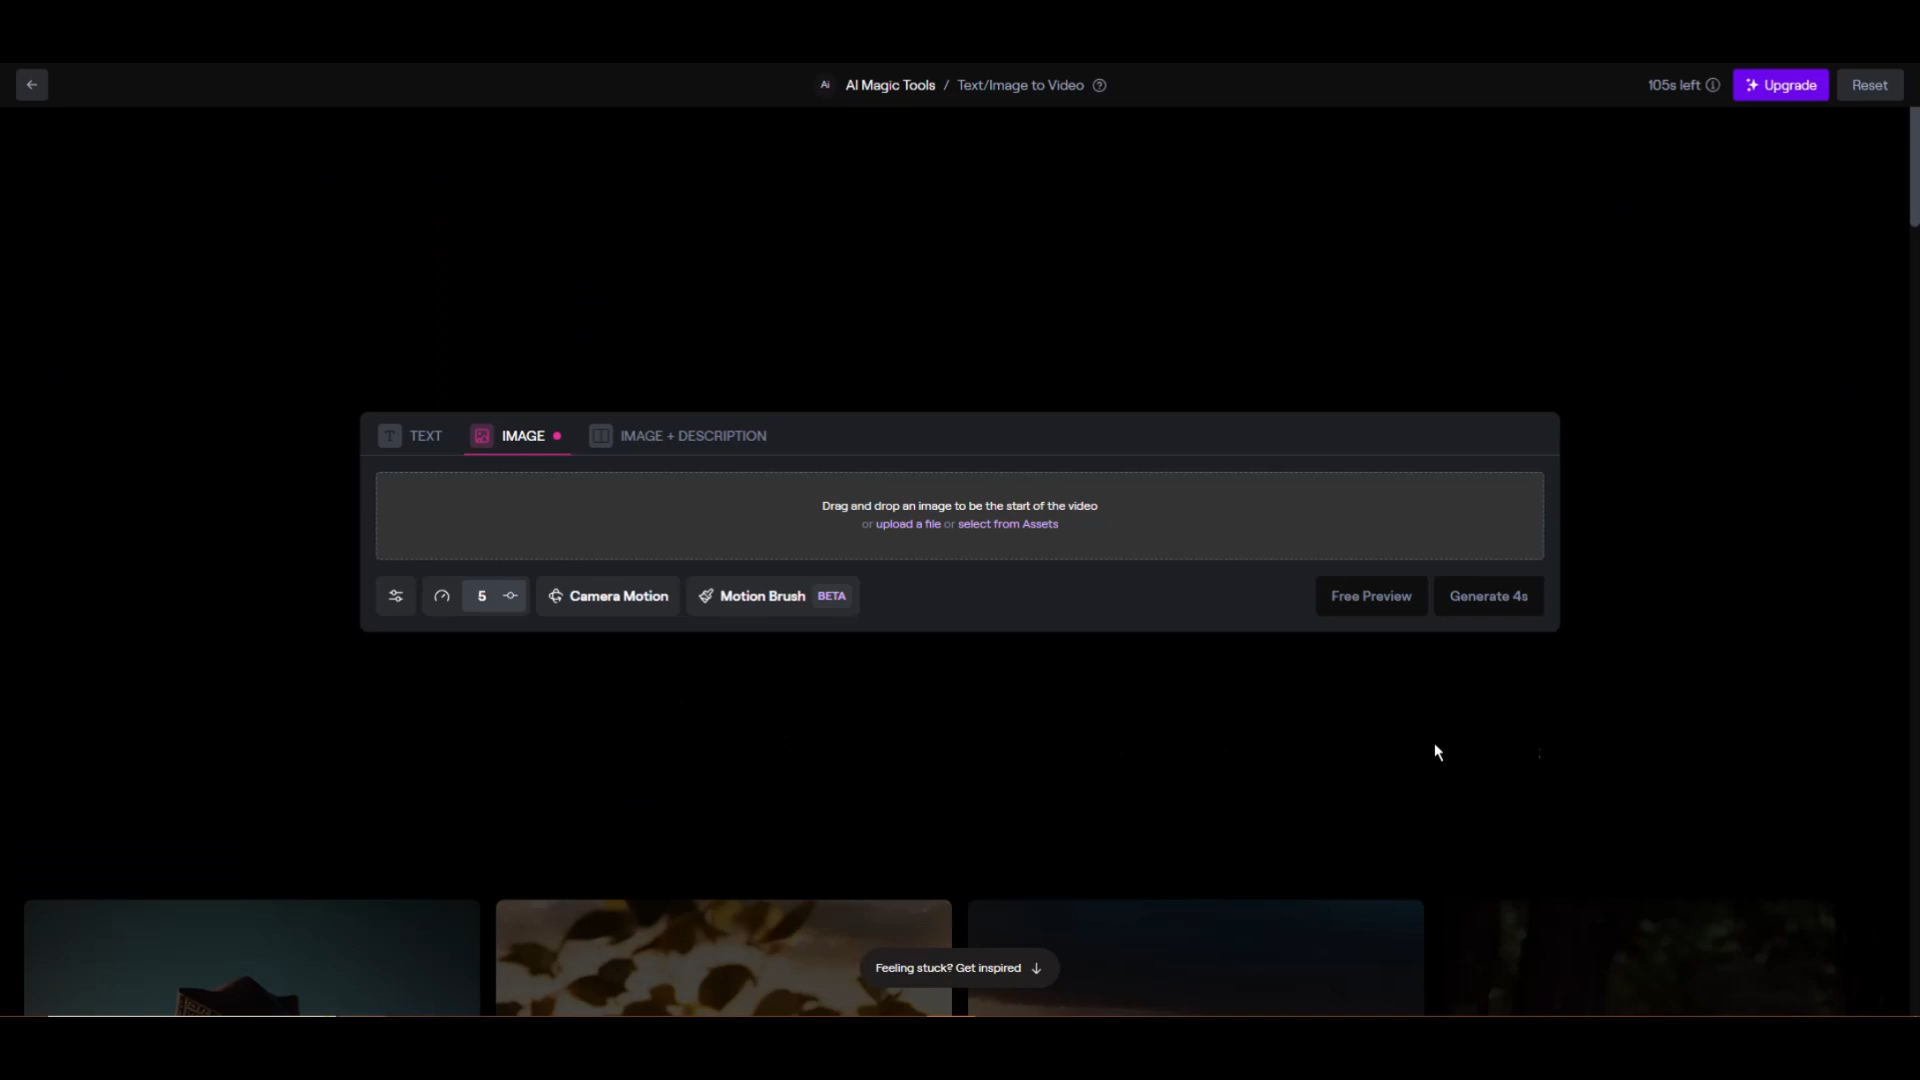 Ai AI Magic Tools / Text/Image to Video
105s left
Upgrade
Reset
T TEXT
IMAGE
IMAGE + DESCRIPTION
Drag and drop an image to be the start of the video
or upload a file or select from Assets
5
Camera Motion
Motion Brush BETA
Free Preview
Generate 4s
Feeling stuck? Get inspired